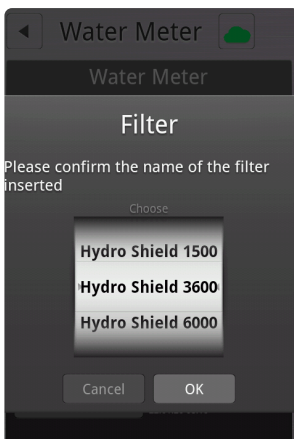 Water Meter
Water Meter
Filter
Please confirm the name of the filter
inserted
Choose
Hydro Shield 1500
Hydro Shield 3600
Hydro Shield 6000
Cancel
OK